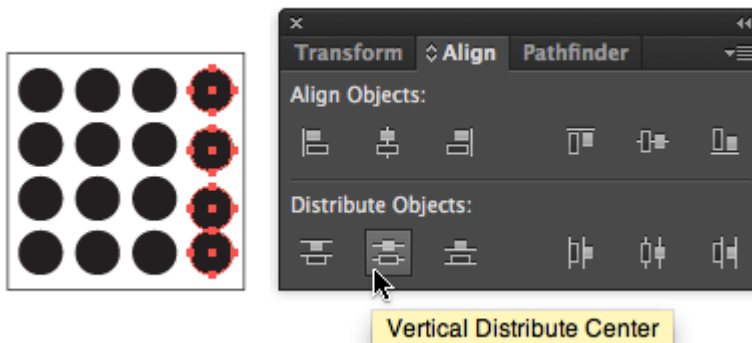 Transform Align Pathfinder
Align Objects:
Distribute Objects:
Vertical Distribute Center